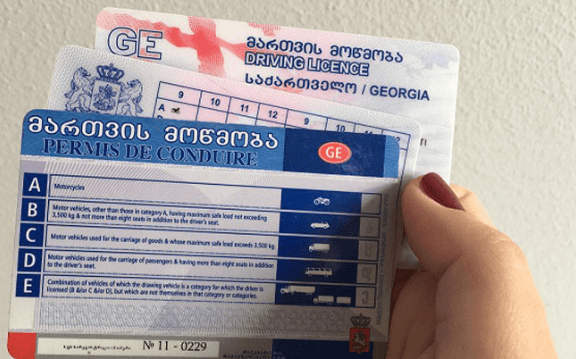 GE
მართვის მოწმობა
DRIVING LICENCE
საქართველო / GEORGIA
9 10 11 12
A
მართვის მოწმობა
PERMIS DE CONDUIRE
GE
A Motorcycles
B Motor vehicles, other than those in category A, having maximum safe load not exceeding
3,500 kg & not more than eight seats in addition to the driver's seat.
C Motor vehicles used for the carriage of goods & whose maximum safe load exceeds 3,500 kg.
D Motor vehicles used for the carriage of passengers & having more than eight seats in addition
to the driver's seat.
E Combination of vehicles of which the drawing vehicle is a category for which the driver is
licensed (B &/or C &/or D), but which are not themselves in that category or categories
№ 11 - 0229